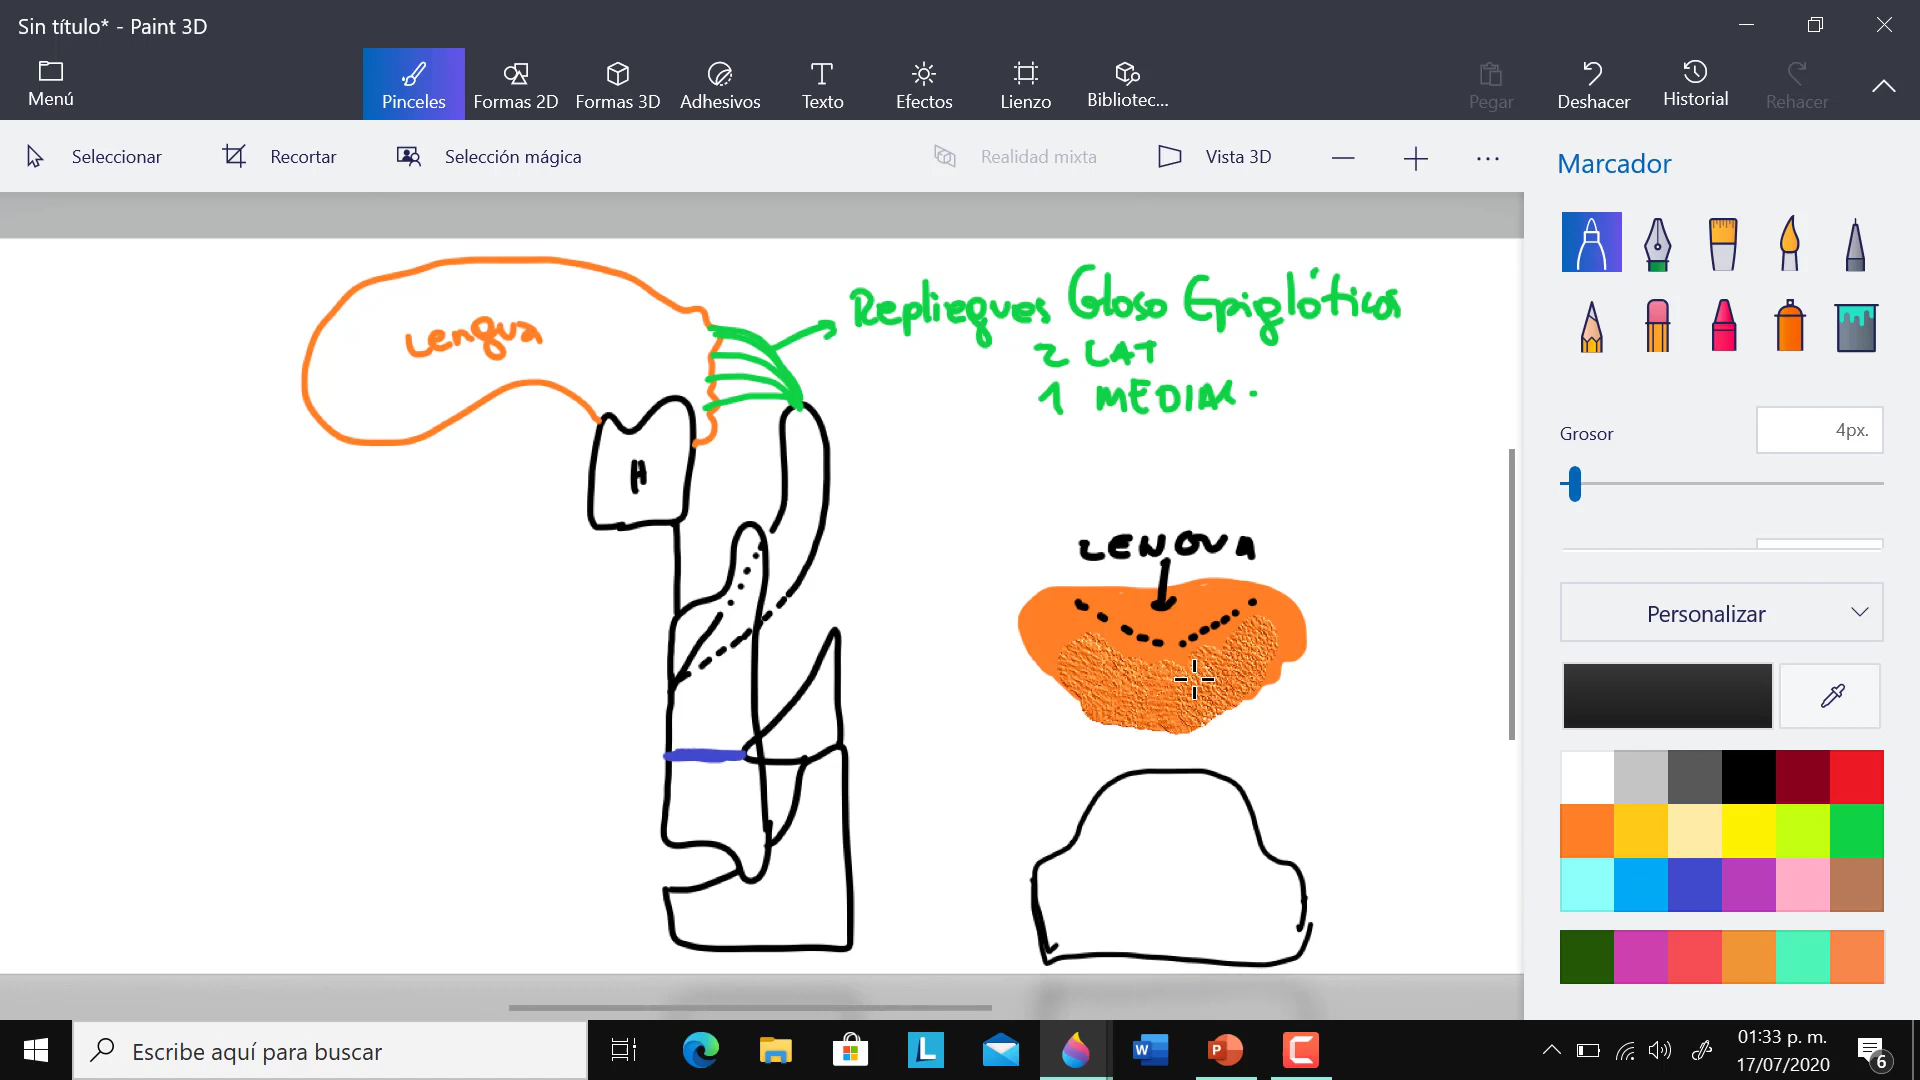 Sin título* - Paint 3D
Menú
Pinceles
Formas 2D
Formas 3D
Adhesivos
Texto
Efectos
Lienzo
Bibliotec...
Pegar
Deshacer
Historial
Rehacer
Seleccionar
Recortar
Selección mágica
Realidad mixta
Vista 3D
Marcador
Grosor
4px.
Personalizar
Lengua
Repliegues Gloso Epiglóticos
2 LAT
1 MEDIAL.
H
LENGUA
Escribe aquí para buscar
01:33 p. m.
17/07/2020
6